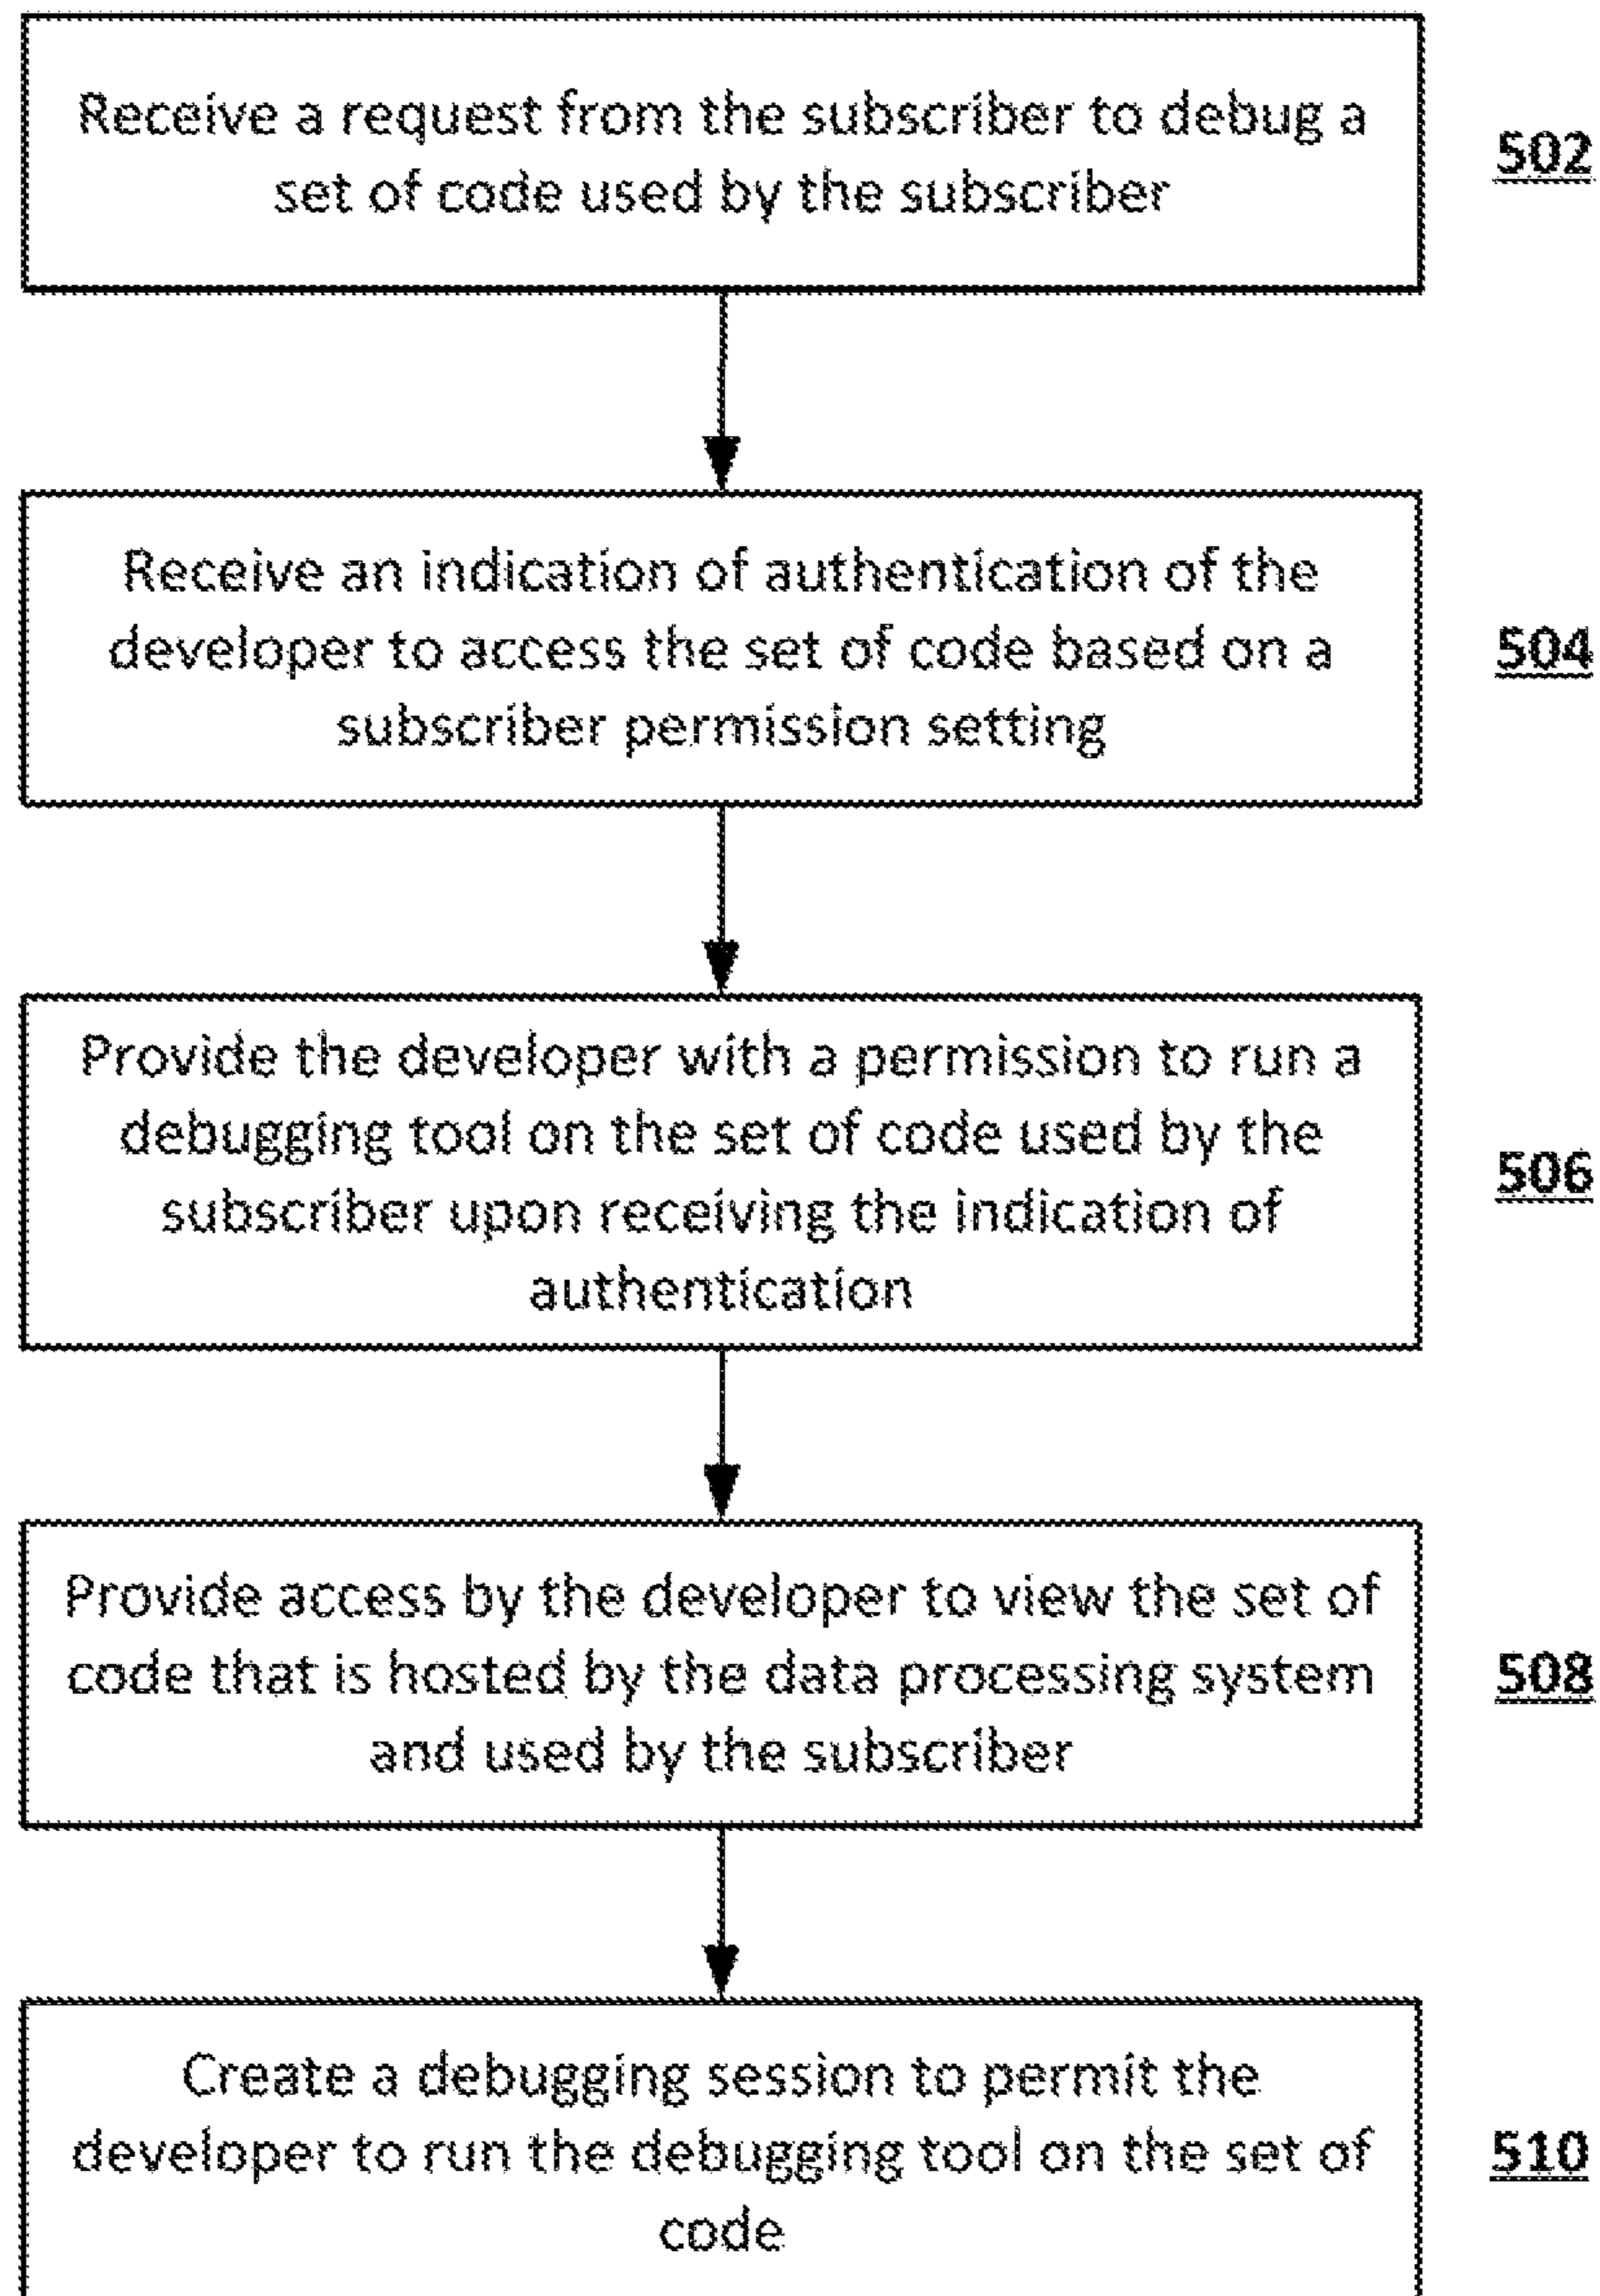 Receive a request from the subscriber to debug a
set of code used by the subscriber
502
Receive an indication of authentication of the
developer to access the set of code based on a
subscriber permission setting
504
Provide the developer with a permission to run a
debugging tool on the set of code used by the
subscriber upon receiving the indication of
authentication
506
Provide access by the developer to view the set of
code that is hosted by the data processing system
and used by the subscriber
508
Create a debugging session to permit the
developer to run the debugging tool on the set of
code
510